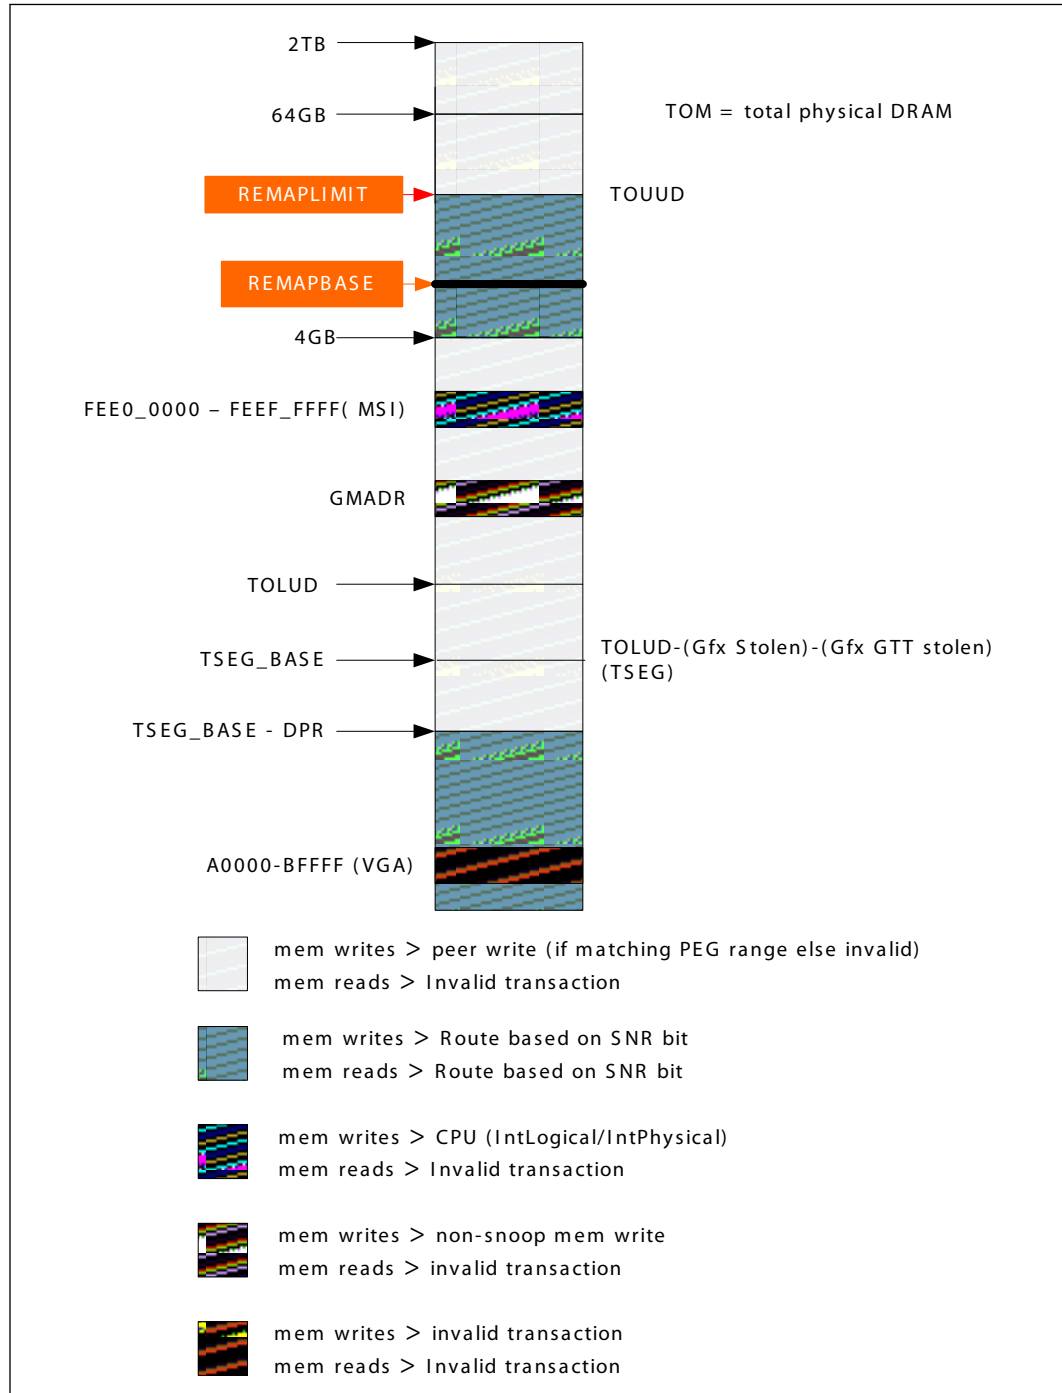 2TB
64GB
TOM = total physical DRAM
REMAPLIMIT
TOUUD
REMAPBASE
4GB
FEE0_0000 – FEEF_FFFF( MSI)
GMADR
TOLUD
TSEG_BASE
TOLUD-(Gfx Stolen)-(Gfx GTT stolen)
(TSEG)
TSEG_BASE - DPR
A0000-BFFFF (VGA)
mem writes > peer write (if matching PEG range else invalid)
mem reads > Invalid transaction
mem writes > Route based on SNR bit
mem reads > Route based on SNR bit
mem writes > CPU (IntLogical/IntPhysical)
mem reads > Invalid transaction
mem writes > non-snoop mem write
mem reads > invalid transaction
mem writes > invalid transaction
mem reads > Invalid transaction